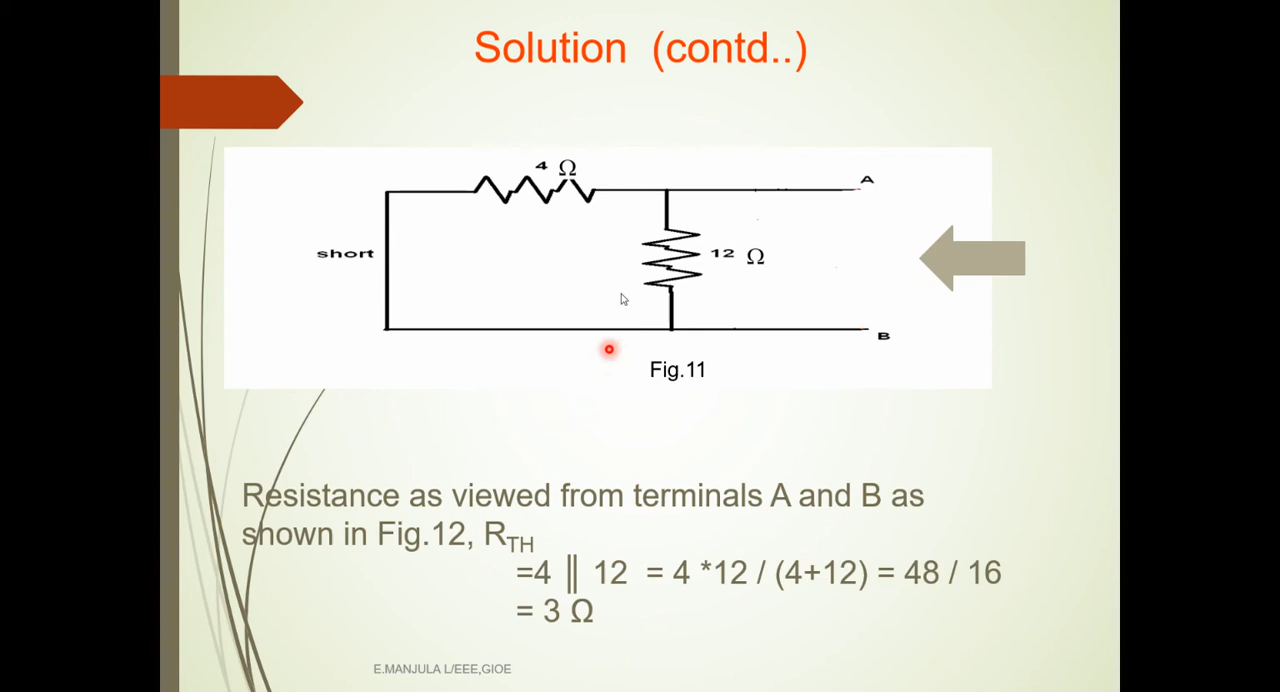 Solution (contd..)
4 Ω
A
short
12 Ω
B
Fig.11
Resistance as viewed from terminals A and B as
shown in Fig.12, RTH
=4 ‖ 12 = 4 *12 / (4+12) = 48 / 16
= 3 Ω
E.MANJULA L/EEE,GIOE